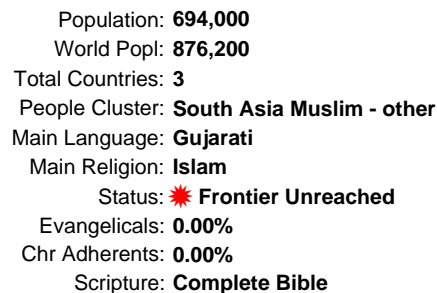 Population: 694,000
World Popl: 876,200
Total Countries: 3
People Cluster: South Asia Muslim - other
Main Language: Gujarati
Main Religion: Islam
Status: Frontier Unreached
Evangelicals: 0.00%
Chr Adherents: 0.00%
Scripture: Complete Bible